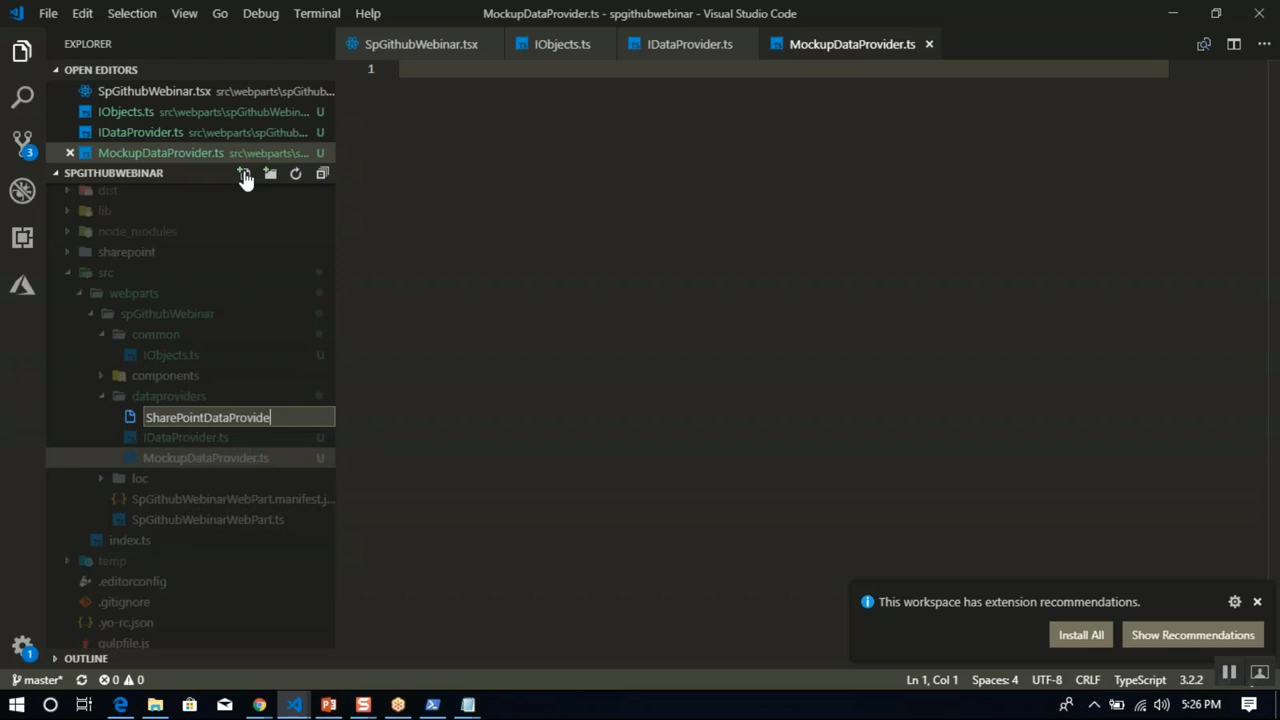 File Edit Selection View Go Debug Terminal Help MockupDataProvider.ts - spgithubwebinar - Visual Studio Code
EXPLORER SpGithubWebinar.tsx IObjects.ts IDataProvider.ts MockupDataProvider.ts
OPEN EDITORS 1
SpGithubWebinar.tsx src\webparts\spGithub...
IObjects.ts src\webparts\spGithubWebin... U
IDataProvider.ts src\webparts\spGithub... U
MockupDataProvider.ts src\webparts\s... U
SPGITHUBWEBINAR
dist
lib
node_modules
sharepoint
src
webparts
spGithubWebinar
common
IObjects.ts U
components
dataproviders
SharePointDataProvide
IDataProvider.ts U
MockupDataProvider.ts U
loc
SpGithubWebinarWebPart.manifest.j...
SpGithubWebinarWebPart.ts
index.ts
temp
.editorconfig
.gitignore
.yo-rc.json
gulpfile.js
OUTLINE
This workspace has extension recommendations.
Install All Show Recommendations
3
1
master* 0 0 Ln 1, Col 1 Spaces: 4 UTF-8 CRLF TypeScript 3.2.2
5:26 PM